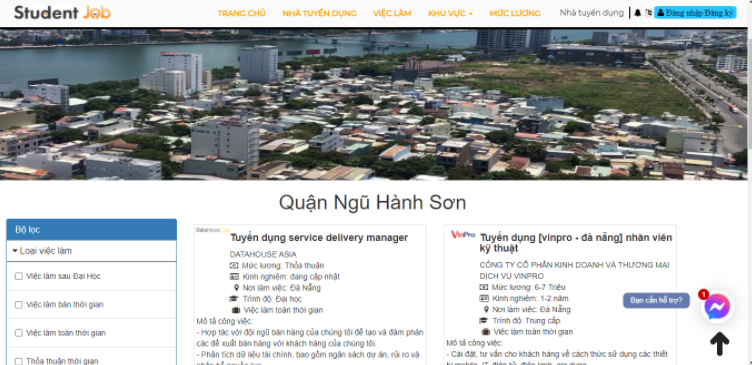 Student Job
TRANG CHỦ NHÀ TUYỂN DỤNG VIỆC LÀM KHU VỰC MỨC LƯƠNG Nhà tuyển dụng Đăng nhập/Đăng ký
Quận Ngũ Hành Sơn
Bộ lọc
Loại việc làm
Việc làm sau Đại Học
Việc làm bán thời gian
Việc làm toàn thời gian
Thỏa thuận thời gian
Tuyển dụng service delivery manager
DATAHOUSE ASIA
Mức lương: Thỏa thuận
Kinh nghiệm: đang cập nhật
Nơi làm việc: Đà Nẵng
Trình độ: Đại học
Việc làm toàn thời gian
Mô tả công việc:
- Hợp tác với đội ngũ bán hàng của chúng tôi để tạo và đàm phán
các đề xuất bán hàng với khách hàng của chúng tôi.
- Phân tích dữ liệu tài chính, bao gồm ngân sách dự án, rủi ro và
VinPro
Tuyển dụng [vinpro - đà nẵng] nhân viên
kỹ thuật
CÔNG TY CỔ PHẦN KINH DOANH VÀ THƯƠNG MẠI
DỊCH VỤ VINPRO
Mức lương: 6-7 Triệu
Kinh nghiệm: 1-2 năm
Nơi làm việc: Đà Nẵng
Trình độ: Trung cấp
Việc làm toàn thời gian
Mô tả công việc:
- Cài đặt, tư vấn cho khách hàng về cách thức sử dụng các thiết
Bạn cần hỗ trợ?
1